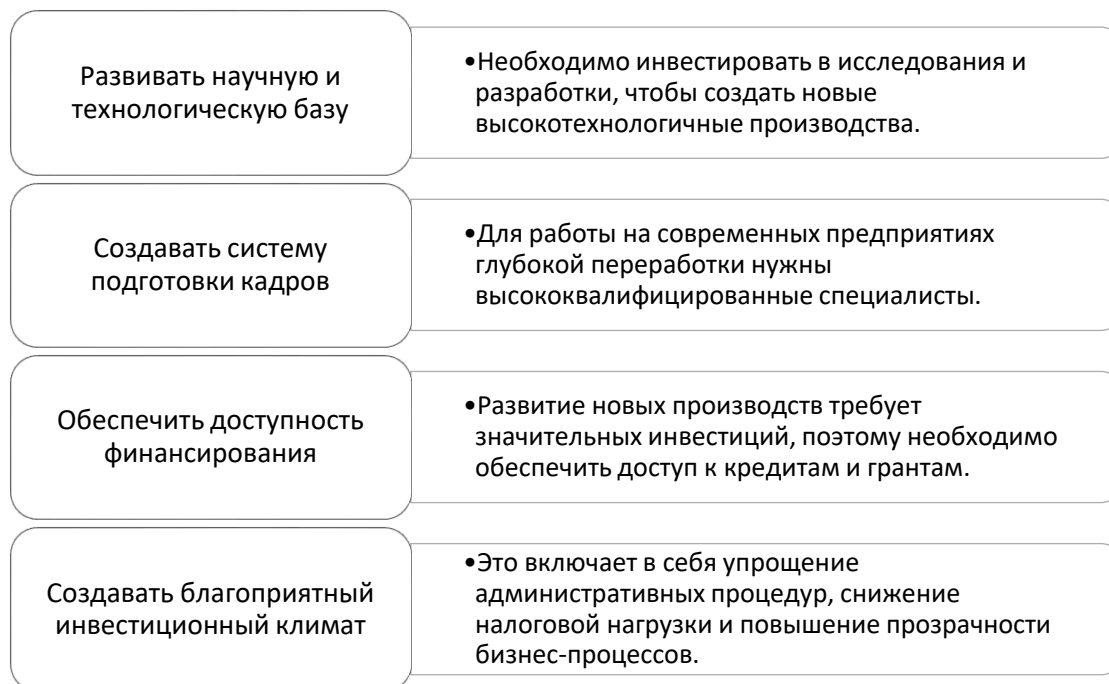 Развивать научную и
технологическую базу
•Необходимо инвестировать в исследования и
разработки, чтобы создать новые
высокотехнологичные производства.
Создавать систему
подготовки кадров
•Для работы на современных предприятиях
глубокой переработки нужны
высококвалифицированные специалисты.
Обеспечить доступность
финансирования
•Развитие новых производств требует
значительных инвестиций, поэтому необходимо
обеспечить доступ к кредитам и грантам.
Создавать благоприятный
инвестиционный климат
•Это включает в себя упрощение
административных процедур, снижение
налоговой нагрузки и повышение прозрачности
бизнес-процессов.